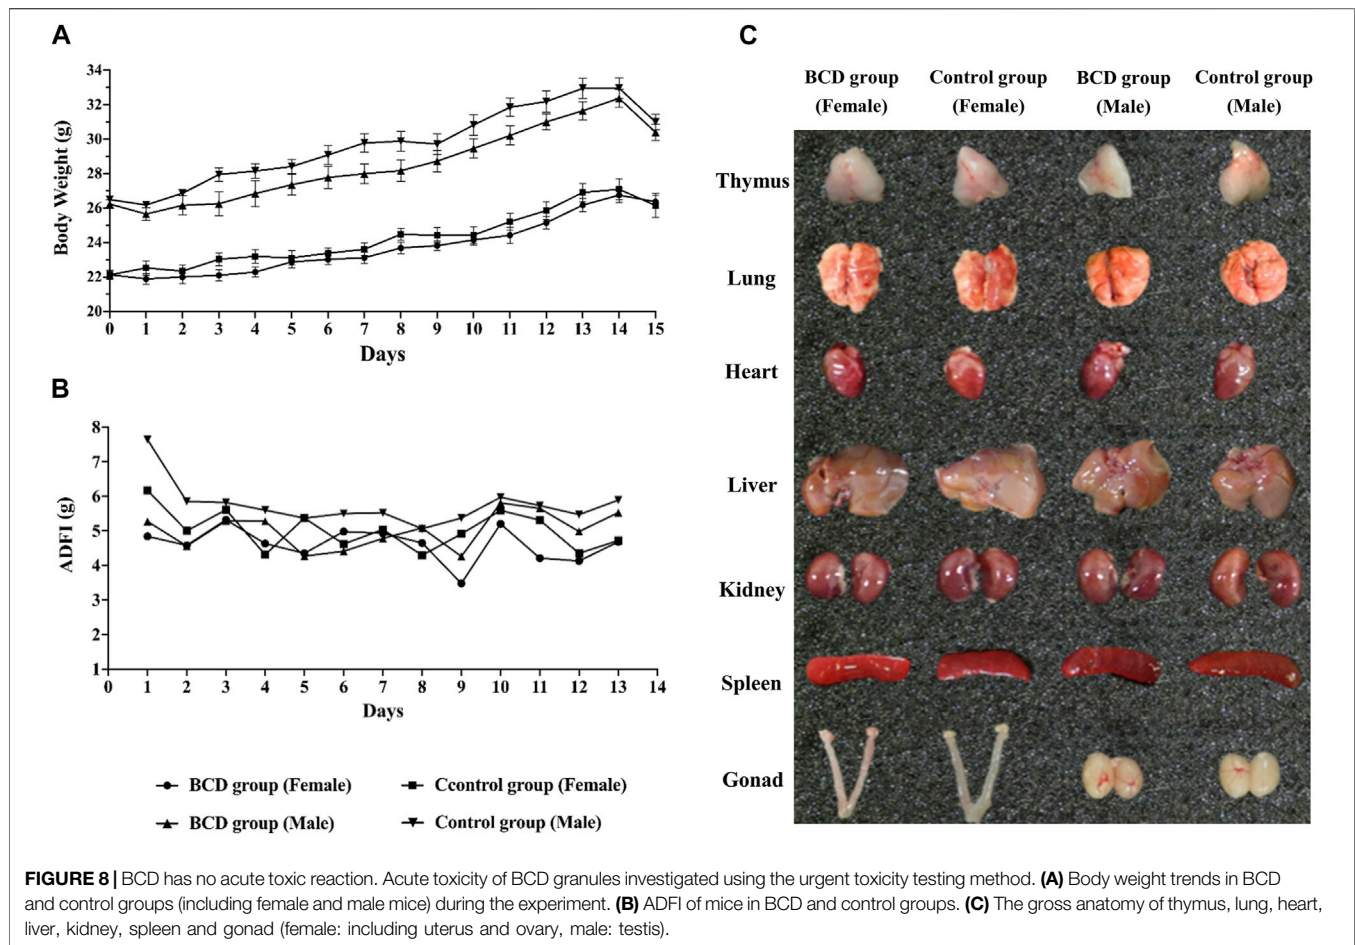 A
34
32
30
28
26
24
22
20
Body Weight (g)
0 1 2 3 4 5 6 7 8 9 10 11 12 13 14 15
Days
B
8
7
6
5
4
3
2
1
ADFI (g)
0 1 2 3 4 5 6 7 8 9 10 11 12 13 14
Days
BCD group (Female)
Ccontrol group (Female)
BCD group (Male)
Control group (Male)
C
BCD group Control group BCD group Control group
(Female) (Female) (Male) (Male)
Thymus
Lung
Heart
Liver
Kidney
Spleen
Gonad
FIGURE 8 | BCD has no acute toxic reaction. Acute toxicity of BCD granules investigated using the urgent toxicity testing method. (A) Body weight trends in BCD
and control groups (including female and male mice) during the experiment. (B) ADFI of mice in BCD and control groups. (C) The gross anatomy of thymus, lung, heart,
liver, kidney, spleen and gonad (female: including uterus and ovary, male: testis).